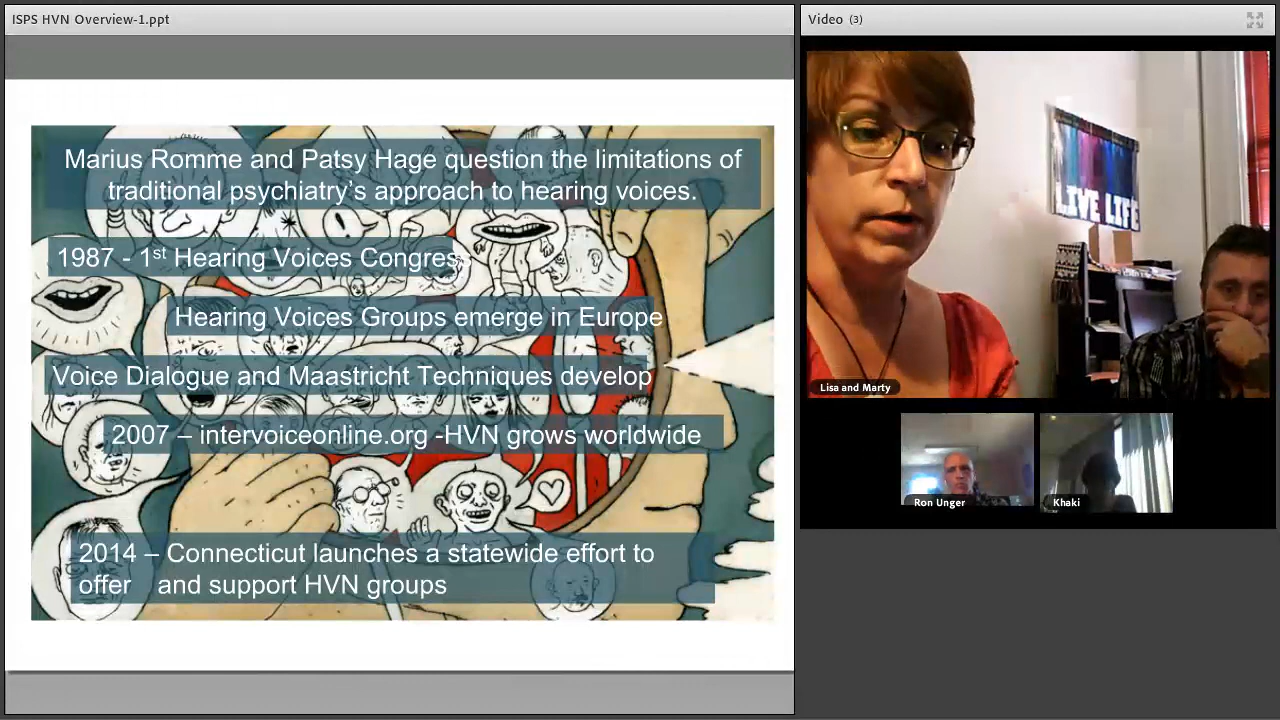 ISPS HVN Overview-1.ppt
Marius Romme and Patsy Hage question the limitations of
traditional psychiatry's approach to hearing voices.
1987 - 1st Hearing Voices Congress
Hearing Voices Groups emerge in Europe
Voice Dialogue and Maastricht Techniques develop
2007 – intervoiceonline.org -HVN grows worldwide
2014 – Connecticut launches a statewide effort to
offer and support HVN groups
Video (3)
LIVE LIFE
Lisa and Marty
Ron Unger
Khaki